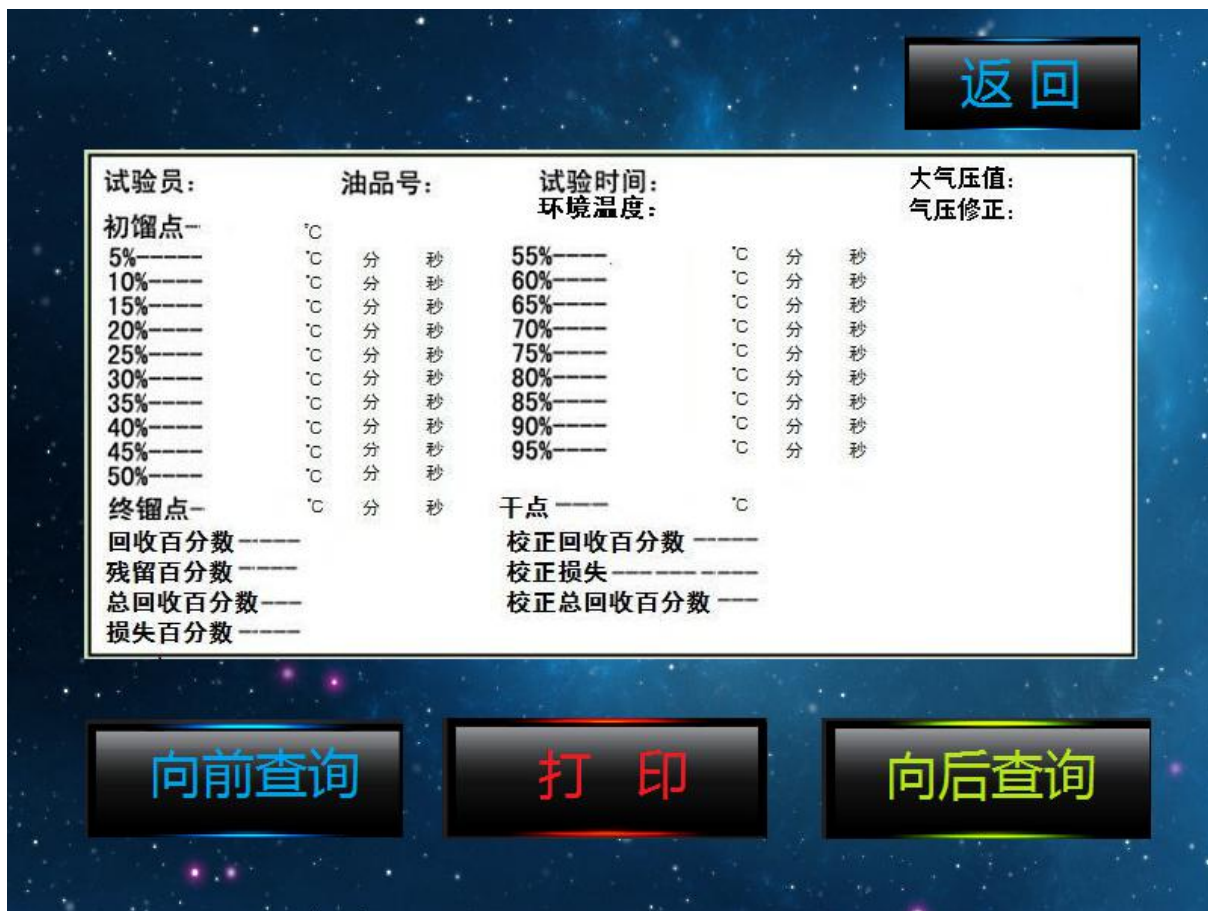 返 回
试验员： 油品号： 试验时间： 大气压值：
环境温度： 气压修正：
初馏点-- ℃
5%----- ℃ 分 秒 55%----. ℃ 分 秒
10%---- ℃ 分 秒 60%---- ℃ 分 秒
15%---- ℃ 分 秒 65%---- ℃ 分 秒
20%---- ℃ 分 秒 70%---- ℃ 分 秒
25%---- ℃ 分 秒 75%---- ℃ 分 秒
30%---- ℃ 分 秒 80%---- ℃ 分 秒
35%---- ℃ 分 秒 85%---- ℃ 分 秒
40%---- ℃ 分 秒 90%---- ℃ 分 秒
45%---- ℃ 分 秒 95%---- ℃ 分 秒
50%---- ℃ 分 秒
终镏点-- ℃ 分 秒 干点---- ℃
回收百分数----- 校正回收百分数-----
残留百分数----- 校正损失----------
总回收百分数--- 校正总回收百分数---
损失百分数-----
向前查询 打 印 向后查询